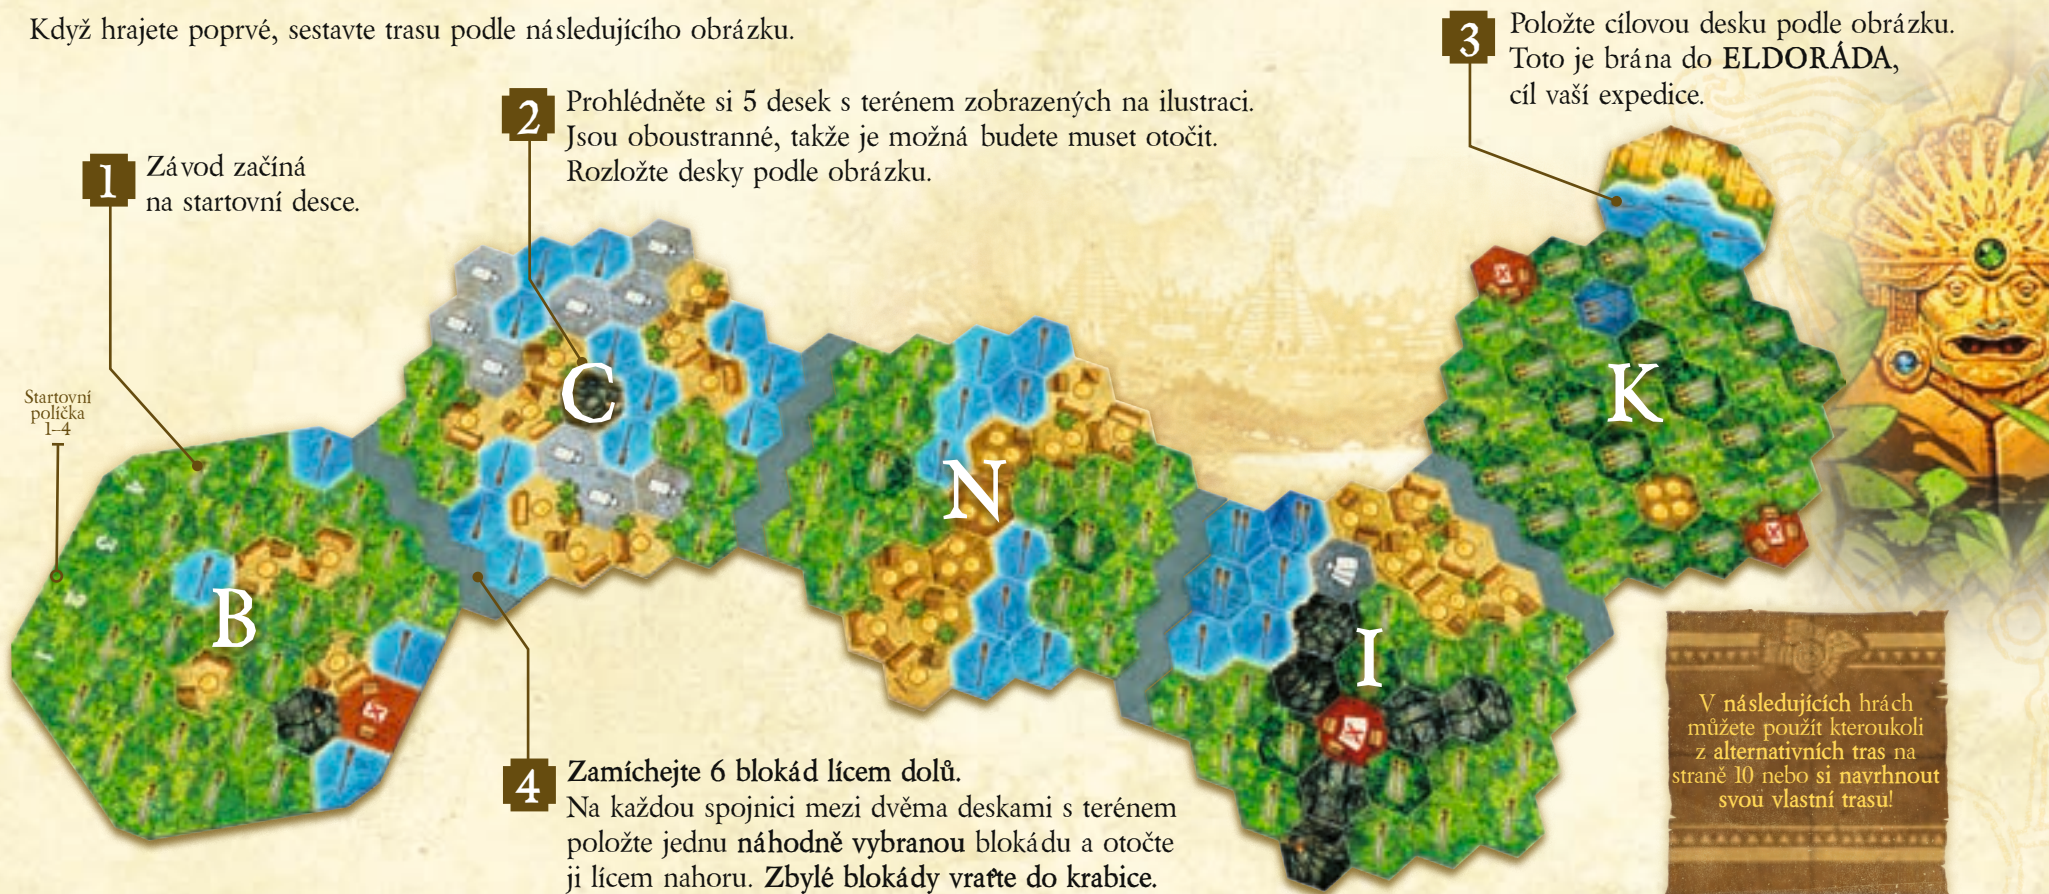 Když hrajete poprvé, sestavte trasu podle následujícího obrázku.
1
Závod začíná
na startovní desce.
2
Prohlédněte si 5 desek s terénem zobrazených na ilustraci.
Jsou oboustranné, takže je možná budete muset otočit.
Rozložte desky podle obrázku.
3
Položte cílovou desku podle obrázku.
Toto je brána do ELDORÁDA,
cíl vaší expedice.
Startovní
políčka
1–4
4
3
2
1
B
C
N
I
K
4
Zamíchejte 6 blokád lícem dolů.
Na každou spojnici mezi dvěma deskami s terénem
položte jednu náhodně vybranou blokádu a otočte
ji lícem nahoru. Zbylé blokády vraťte do krabice.
V následujících hrách
můžete použít kteroukoli
z alternativních tras na
straně 10 nebo si navrhnout
svou vlastní trasu!